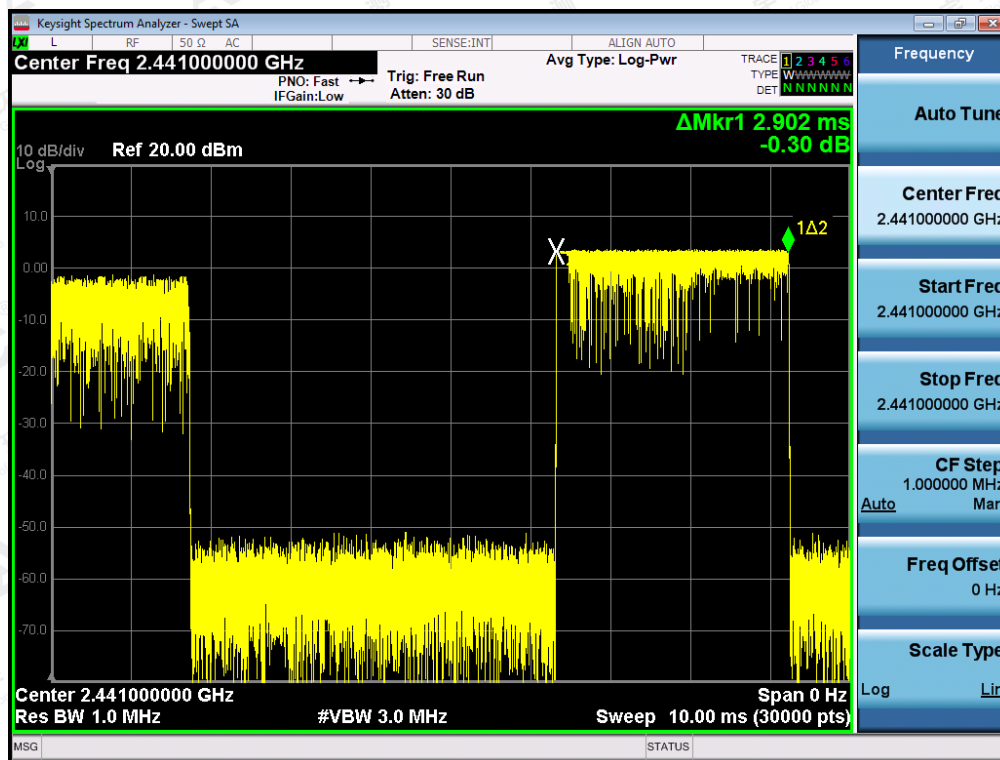 Keysight Spectrum Analyzer - Swept SA
LXI L RF 50 Ω AC SENSE:INT ALIGN AUTO
Center Freq 2.441000000 GHz
PNO: Fast
IFGain:Low
Trig: Free Run
Atten: 30 dB
Avg Type: Log-Pwr
TRACE 1 2 3 4 5 6
TYPE WWWWWW
DET N N N N N N
ΔMkr1 2.902 ms
-0.30 dB
10 dB/div Ref 20.00 dBm
Log
10.0
0.00
-10.0
-20.0
-30.0
-40.0
-50.0
-60.0
-70.0
X
1Δ2
Center 2.441000000 GHz Span 0 Hz
Res BW 1.0 MHz #VBW 3.0 MHz Sweep 10.00 ms (30000 pts)
MSG STATUS
Frequency
Auto Tune
Center Freq
2.441000000 GHz
Start Freq
2.441000000 GHz
Stop Freq
2.441000000 GHz
CF Step
1.000000 MHz
Auto Man
Freq Offset
0 Hz
Scale Type
Log Lin